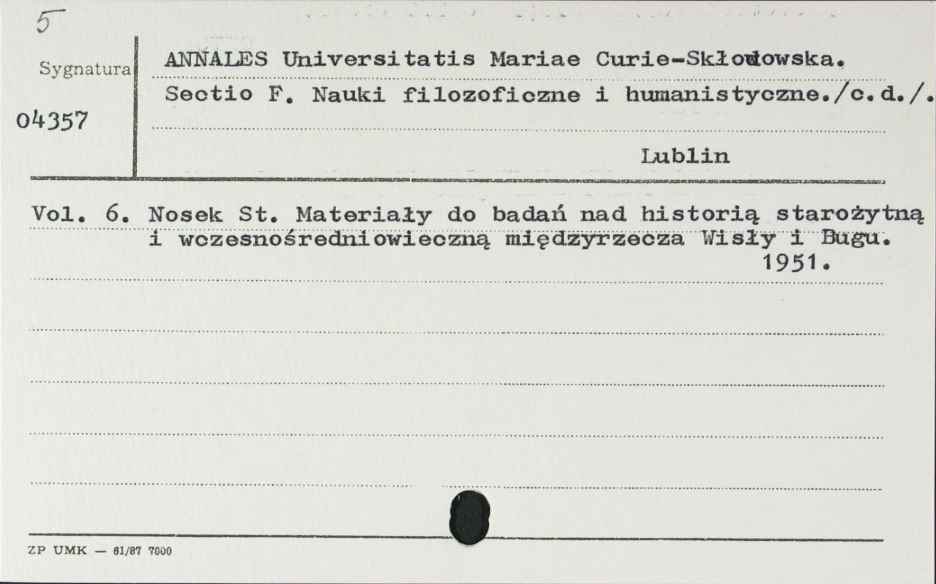 5
Sygnatura
04357
ANNALES Universitatis Mariae Curie-Skłodowska.
Sectio F. Nauki filozoficzne i humanistyczne./c.d./.
Lublin
Vol. 6. Nosek St. Materiały do badań nad historią starożytną
i wczesnośredniowieczną międzyrzecza Wisły i Bugu.
1951.
ZP UMK — 61/87 7000